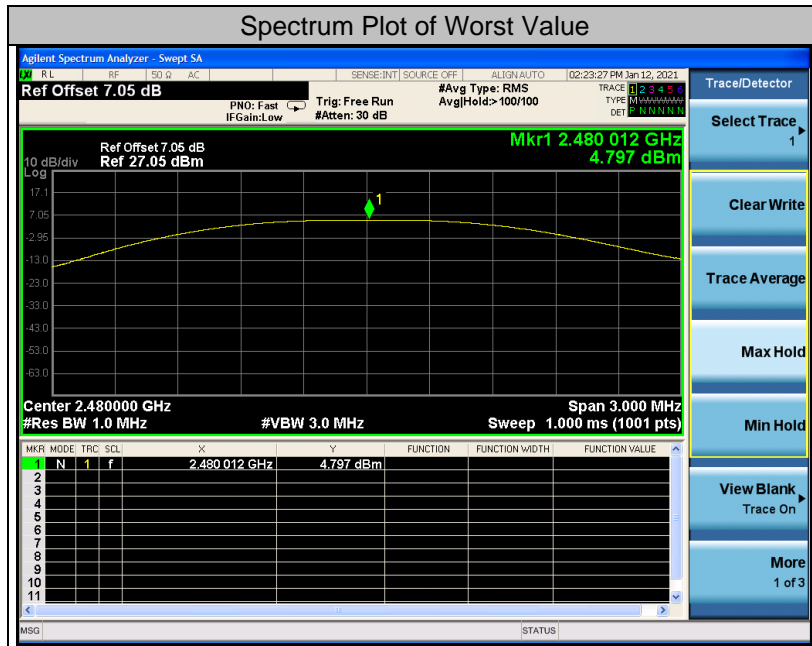 Spectrum Plot of Worst Value
Agilent Spectrum Analyzer - Swept SA
LXI RL RF 50 Ω AC SENSE:INT SOURCE OFF ALIGN AUTO 02:23:27 PM Jan 12, 2021
Ref Offset 7.05 dB
PNO: Fast
IFGain:Low
Trig: Free Run
#Atten: 30 dB
#Avg Type: RMS
Avg|Hold:>100/100
TRACE 1 2 3 4 5 6
TYPE M WWWWW
DET P N N N N N
Mkr1 2.480 012 GHz
4.797 dBm
Ref Offset 7.05 dB
10 dB/div Ref 27.05 dBm
Log
17.1
7.05
-2.95
-13.0
-23.0
-33.0
-43.0
-53.0
-63.0
1
Center 2.480000 GHz Span 3.000 MHz
#Res BW 1.0 MHz #VBW 3.0 MHz Sweep 1.000 ms (1001 pts)
MKR MODE TRC SCL X Y FUNCTION FUNCTION WIDTH FUNCTION VALUE
1 N 1 f 2.480 012 GHz 4.797 dBm
2
3
4
5
6
7
8
9
10
11
MSG STATUS
Trace/Detector
Select Trace
1
Clear Write
Trace Average
Max Hold
Min Hold
View Blank
Trace On
More
1 of 3